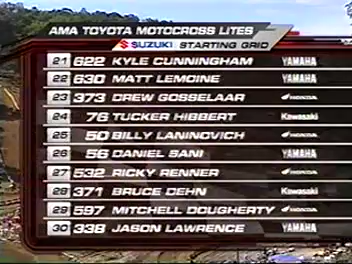 AMA TOYOTA MOTOCROSS LITES
SUZUKI STARTING GRID
21 622 KYLE CUNNINGHAM YAMAHA
22 630 MATT LEMOINE YAMAHA
23 373 DREW GOSSELAAR HONDA
24 76 TUCKER HIBBERT Kawasaki
25 50 BILLY LANINOVICH HONDA
26 56 DANIEL SANI YAMAHA
27 532 RICKY RENNER HONDA
28 371 BRUCE DEHN Kawasaki
29 597 MITCHELL DOUGHERTY HONDA
30 338 JASON LAWRENCE YAMAHA